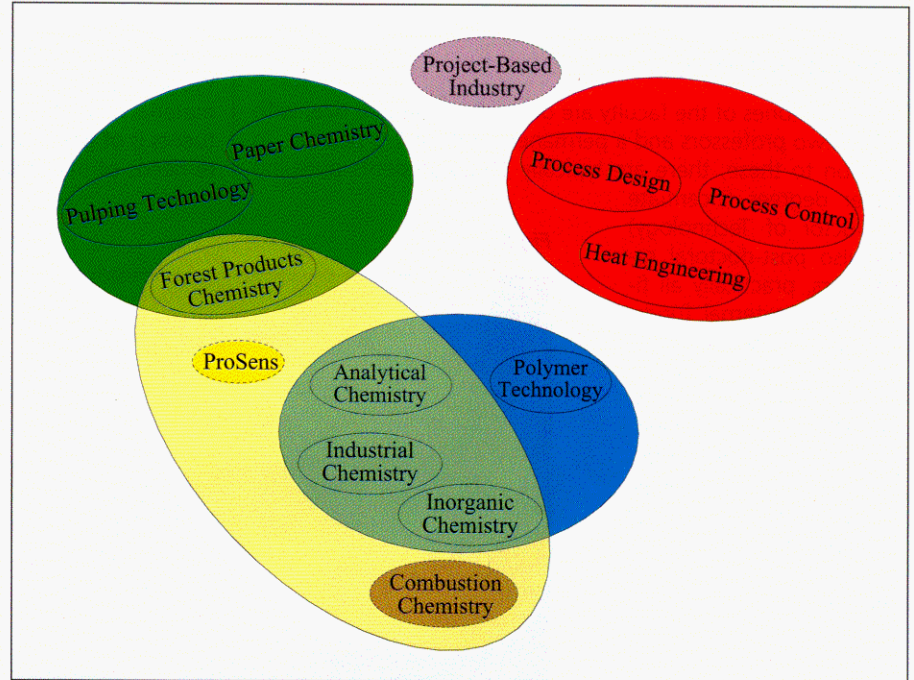 Project-Based
Industry
Paper Chemistry
Pulping Technology
Forest Products
Chemistry
Process Design
Process Control
Heat Engineering
ProSens
Analytical
Chemistry
Polymer
Technology
Industrial
Chemistry
Inorganic
Chemistry
Combustion
Chemistry